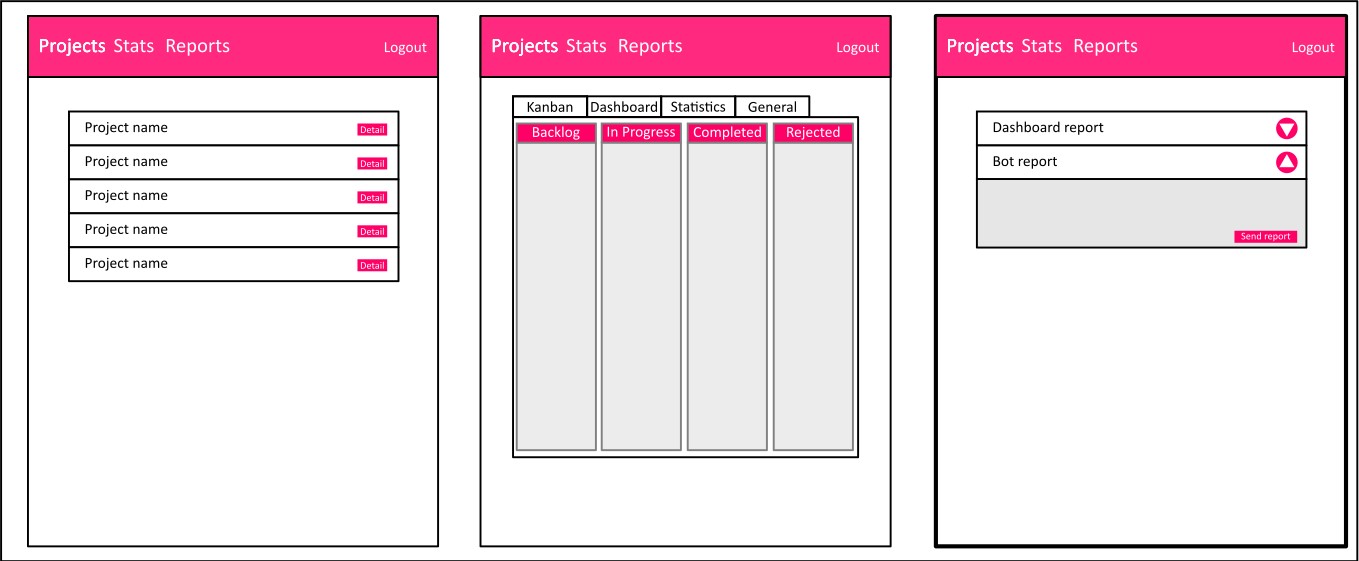 Projects Stats Reports Logout
Project name Detail
Project name Detail
Project name Detail
Project name Detail
Project name Detail
Projects Stats Reports Logout
Kanban Dashboard Statistics General
Backlog In Progress Completed Rejected
Projects Stats Reports Logout
Dashboard report
Bot report
Send report